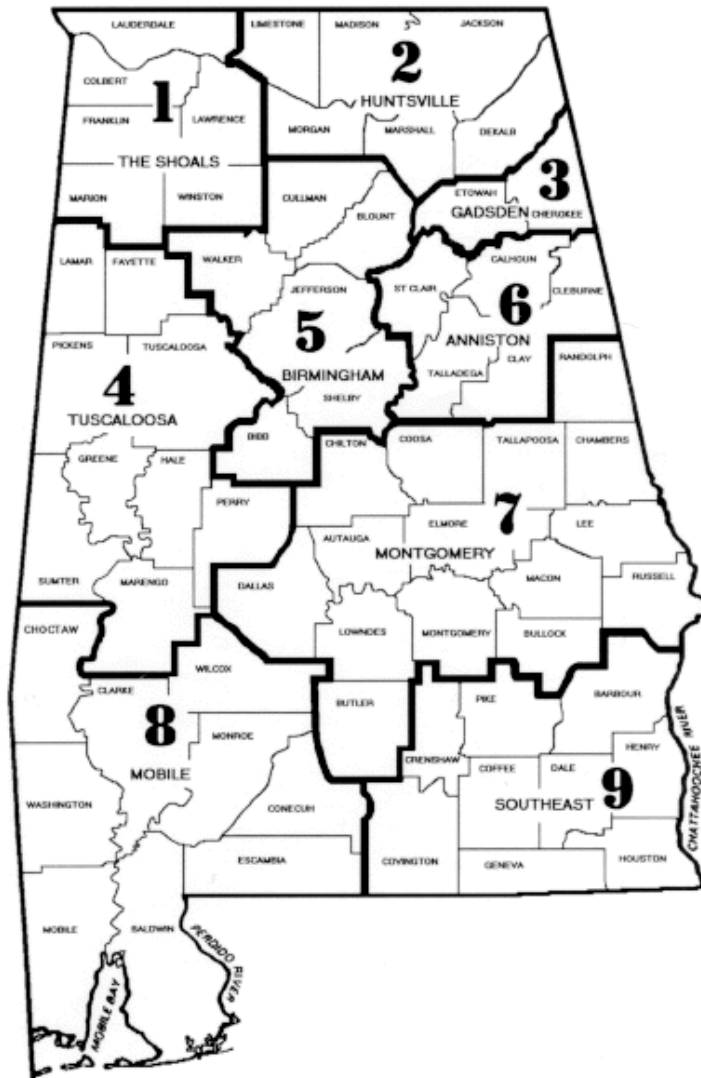 LAUDERDALE
LIMESTONE
MADISON
JACKSON
COLBERT
1
2
HUNTSVILLE
FRANKLIN
LAWRENCE
MORGAN
MARSHALL
DEKALB
THE SHOALS
MARION
WINSTON
CULLMAN
ETOWAH
3
GADSDEN
CHEROKEE
BLOUNT
LAMAR
FAYETTE
WALKER
CALHOUN
ST CLAIR
CLEBURNE
JEFFERSON
6
5
ANNISTON
PICKENS
TUSCALOOSA
CLAY
RANDOLPH
4
BIRMINGHAM
TALLADEGA
TUSCALOOSA
SHELBY
BIBB
CHILTON
COOSA
TALLAPOOSA
CHAMBERS
GREENE
HALE
PERRY
7
ELMORE
LEE
AUTAUGA
MONTGOMERY
SUMTER
MARENGO
DALLAS
MACON
RUSSELL
CHOCTAW
LOWNDES
MONTGOMERY
BULLOCK
WILCOX
CLARKE
BUTLER
PIKE
BARBOUR
8
MONROE
CRENSHAW
COFFEE
DALE
HENRY
MOBILE
SOUTHEAST
9
CHATTAHOOCHEE RIVER
WASHINGTON
CONECUH
ESCAMBIA
COVINGTON
GENEVA
HOUSTON
MOBILE
BALDWIN
PERDIDO RIVER
MOBILE BAY